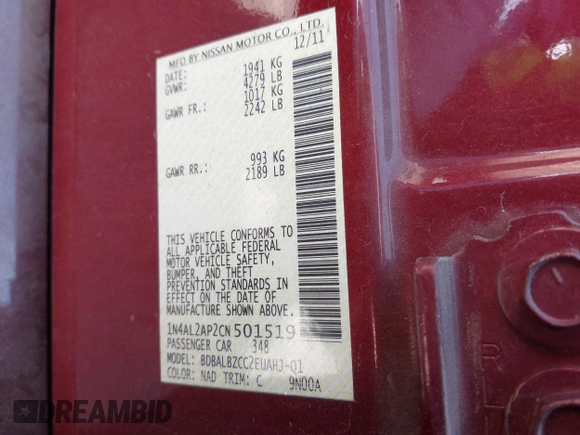 MFD BY NISSAN MOTOR CO., LTD.
DATE: 12/11
GVWR: 1941 KG
4279 LB
GAWR FR.: 1017 KG
2242 LB
GAWR RR.: 993 KG
2189 LB
THIS VEHICLE CONFORMS TO
ALL APPLICABLE FEDERAL
MOTOR VEHICLE SAFETY,
BUMPER, AND THEFT
PREVENTION STANDARDS IN
EFFECT ON THE DATE OF
MANUFACTURE SHOWN ABOVE.
1N4AL2AP2CN501519
PASSENGER CAR 348
MODEL: BDBALBZCC2EUAHJ-Q1
COLOR: NAD TRIM: C 9N00A
DREAMBID